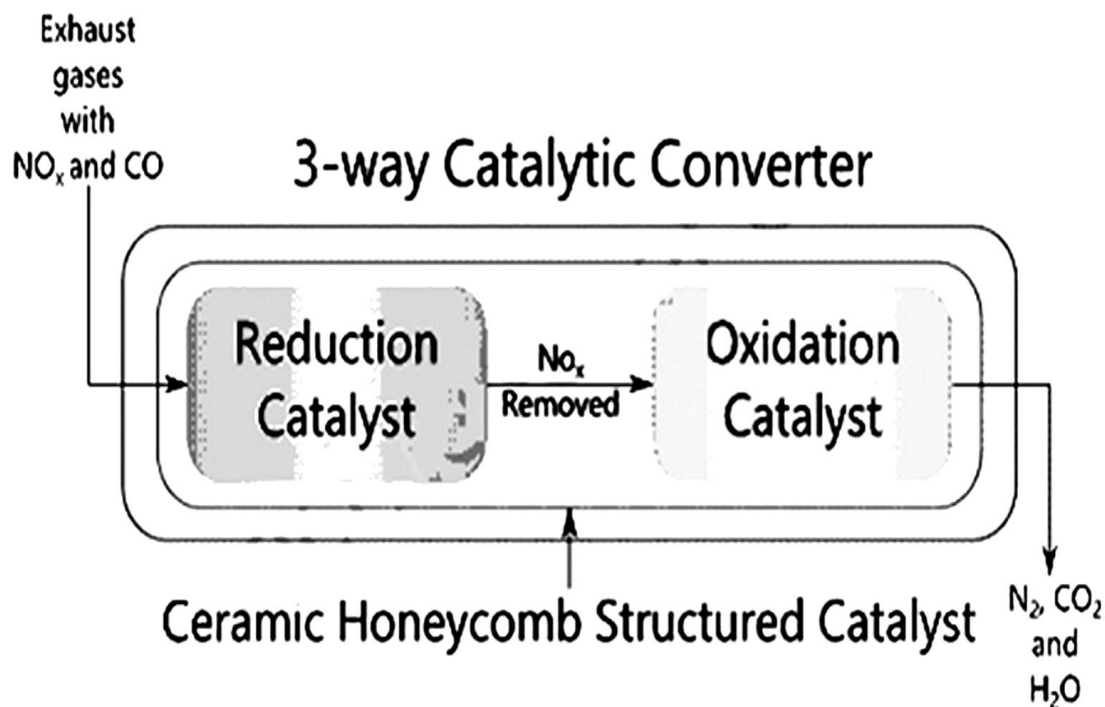 Exhaust
gases
with
NOₓ and CO
3-way Catalytic Converter
Reduction
Catalyst
Noₓ
Removed
Oxidation
Catalyst
Ceramic Honeycomb Structured Catalyst
N₂, CO₂
and
H₂O